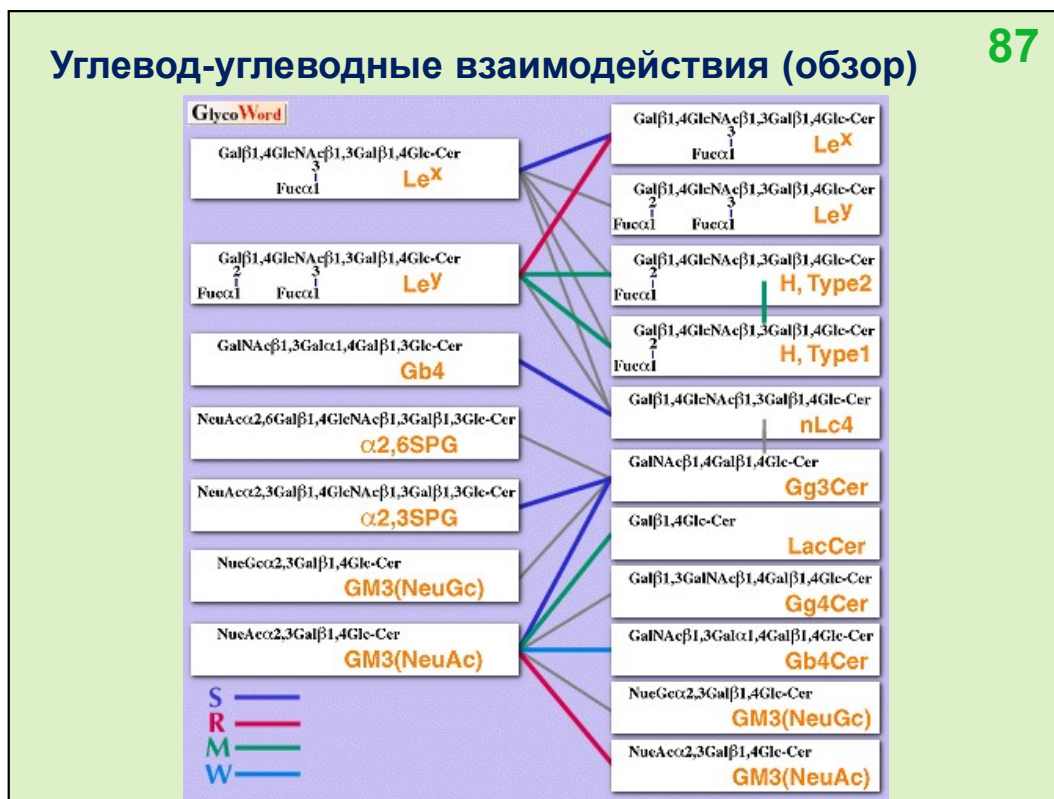 Углевод-углеводные взаимодействия (обзор)
87
GlycoWord
Galβ1,4GlcNAcβ1,3Galβ1,4Glc-Cer
3
Fucα1
Leˣ
Galβ1,4GlcNAcβ1,3Galβ1,4Glc-Cer
2 3
Fucα1 Fucα1
Leʸ
GalNAcβ1,3Galα1,4Galβ1,3Glc-Cer
Gb4
NeuAcα2,6Galβ1,4GlcNAcβ1,3Galβ1,3Glc-Cer
α2,6SPG
NeuAcα2,3Galβ1,4GlcNAcβ1,3Galβ1,3Glc-Cer
α2,3SPG
NueGcα2,3Galβ1,4Glc-Cer
GM3(NeuGc)
NueAcα2,3Galβ1,4Glc-Cer
GM3(NeuAc)
S
R
M
W
Galβ1,4GlcNAcβ1,3Galβ1,4Glc-Cer
3
Fucα1
Leˣ
Galβ1,4GlcNAcβ1,3Galβ1,4Glc-Cer
2 3
Fucα1 Fucα1
Leʸ
Galβ1,4GlcNAcβ1,3Galβ1,4Glc-Cer
2
Fucα1
H, Type2
Galβ1,4GlcNAcβ1,3Galβ1,4Glc-Cer
2
Fucα1
H, Type1
Galβ1,4GlcNAcβ1,3Galβ1,4Glc-Cer
nLc4
GalNAcβ1,4Galβ1,4Glc-Cer
Gg3Cer
Galβ1,4Glc-Cer
LacCer
Galβ1,3GalNAcβ1,4Galβ1,4Glc-Cer
Gg4Cer
GalNAcβ1,3Galα1,4Galβ1,4Glc-Cer
Gb4Cer
NueGcα2,3Galβ1,4Glc-Cer
GM3(NeuGc)
NueAcα2,3Galβ1,4Glc-Cer
GM3(NeuAc)